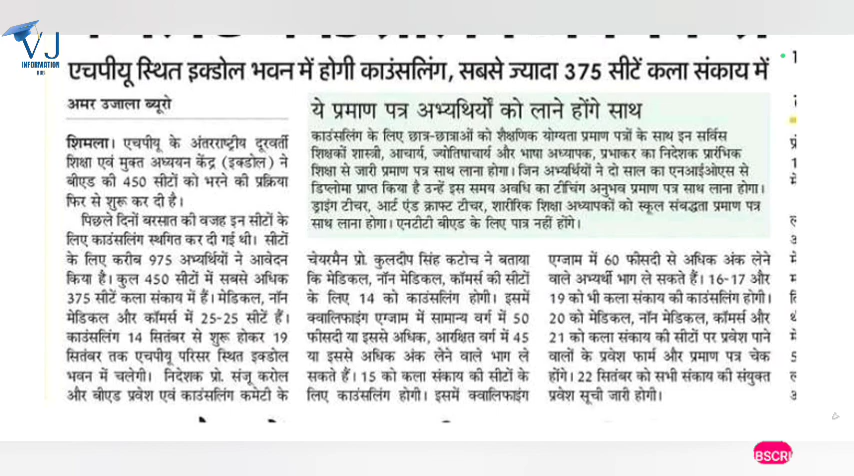 VJ
INFORMATION
HUB
एचपीयू स्थित इक्डोल भवन में होगी काउंसलिंग, सबसे ज्यादा 375 सीटें कला संकाय में
अमर उजाला ब्यूरो
शिमला। एचपीयू के अंतरराष्ट्रीय दूरवर्ती
शिक्षा एवं मुक्त अध्ययन केंद्र (इक्डोल) ने
बीएड की 450 सीटों को भरने की प्रक्रिया
फिर से शुरू कर दी है।
पिछले दिनों बरसात की वजह इन सीटों के
लिए काउंसलिंग स्थगित कर दी गई थी। सीटों
के लिए करीब 975 अभ्यर्थियों ने आवेदन
किया है। कुल 450 सीटों में सबसे अधिक
375 सीटें कला संकाय में हैं। मेडिकल, नॉन
मेडिकल और कॉमर्स में 25-25 सीटें हैं।
काउंसलिंग 14 सितंबर से शुरू होकर 19
सितंबर तक एचपीयू परिसर स्थित इक्डोल
भवन में चलेगी। निदेशक प्रो. संजू करोल
और बीएड प्रवेश एवं काउंसलिंग कमेटी के
ये प्रमाण पत्र अभ्यथिर्यों को लाने होंगे साथ
काउंसलिंग के लिए छात्र-छात्राओं को शैक्षणिक योग्यता प्रमाण पत्रों के साथ इन सर्विस
शिक्षकों शास्त्री, आचार्य, ज्योतिषाचार्य और भाषा अध्यापक, प्रभाकर का निदेशक प्रारंभिक
शिक्षा से जारी प्रमाण पत्र साथ लाना होगा। जिन अभ्यर्थियों ने दो साल का एनआईओएस से
डिप्लोमा प्राप्त किया है उन्हें इस समय अवधि का टीचिंग अनुभव प्रमाण पत्र साथ लाना होगा।
ड्राइंग टीचर, आर्ट एंड क्राफ्ट टीचर, शारीरिक शिक्षा अध्यापकों को स्कूल संबद्धता प्रमाण पत्र
साथ लाना होगा। एनटीटी बीएड के लिए पात्र नहीं होंगे।
चेयरमैन प्रो. कुलदीप सिंह कटोच ने बताया
कि मेडिकल, नॉन मेडिकल, कॉमर्स की सीटों
के लिए 14 को काउंसलिंग होगी। इसमें
क्वालिफाइंग एग्जाम में सामान्य वर्ग में 50
फीसदी या इससे अधिक, आरक्षित वर्ग में 45
या इससे अधिक अंक लेने वाले भाग ले
सकते हैं। 15 को कला संकाय की सीटों के
लिए काउंसलिंग होगी। इसमें क्वालिफाइंग
एग्जाम में 60 फीसदी से अधिक अंक लेने
वाले अभ्यर्थी भाग ले सकते हैं। 16-17 और
19 को भी कला संकाय की काउंसलिंग होगी।
20 को मेडिकल, नॉन मेडिकल, कॉमर्स और
21 को कला संकाय की सीटों पर प्रवेश पाने
वालों के प्रवेश फार्म और प्रमाण पत्र चेक
होंगे। 22 सितंबर को सभी संकाय की संयुक्त
प्रवेश सूची जारी होगी।
BSCRI